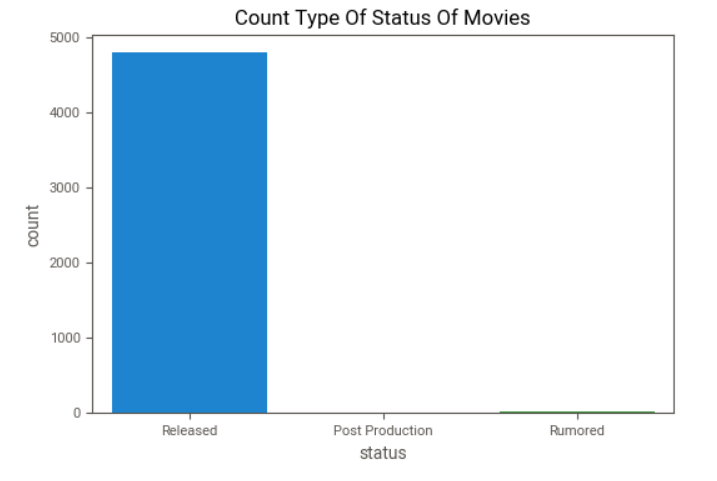 Count Type Of Status Of Movies
5000
4000
3000
2000
1000
0
count
Released Post Production Rumored
status